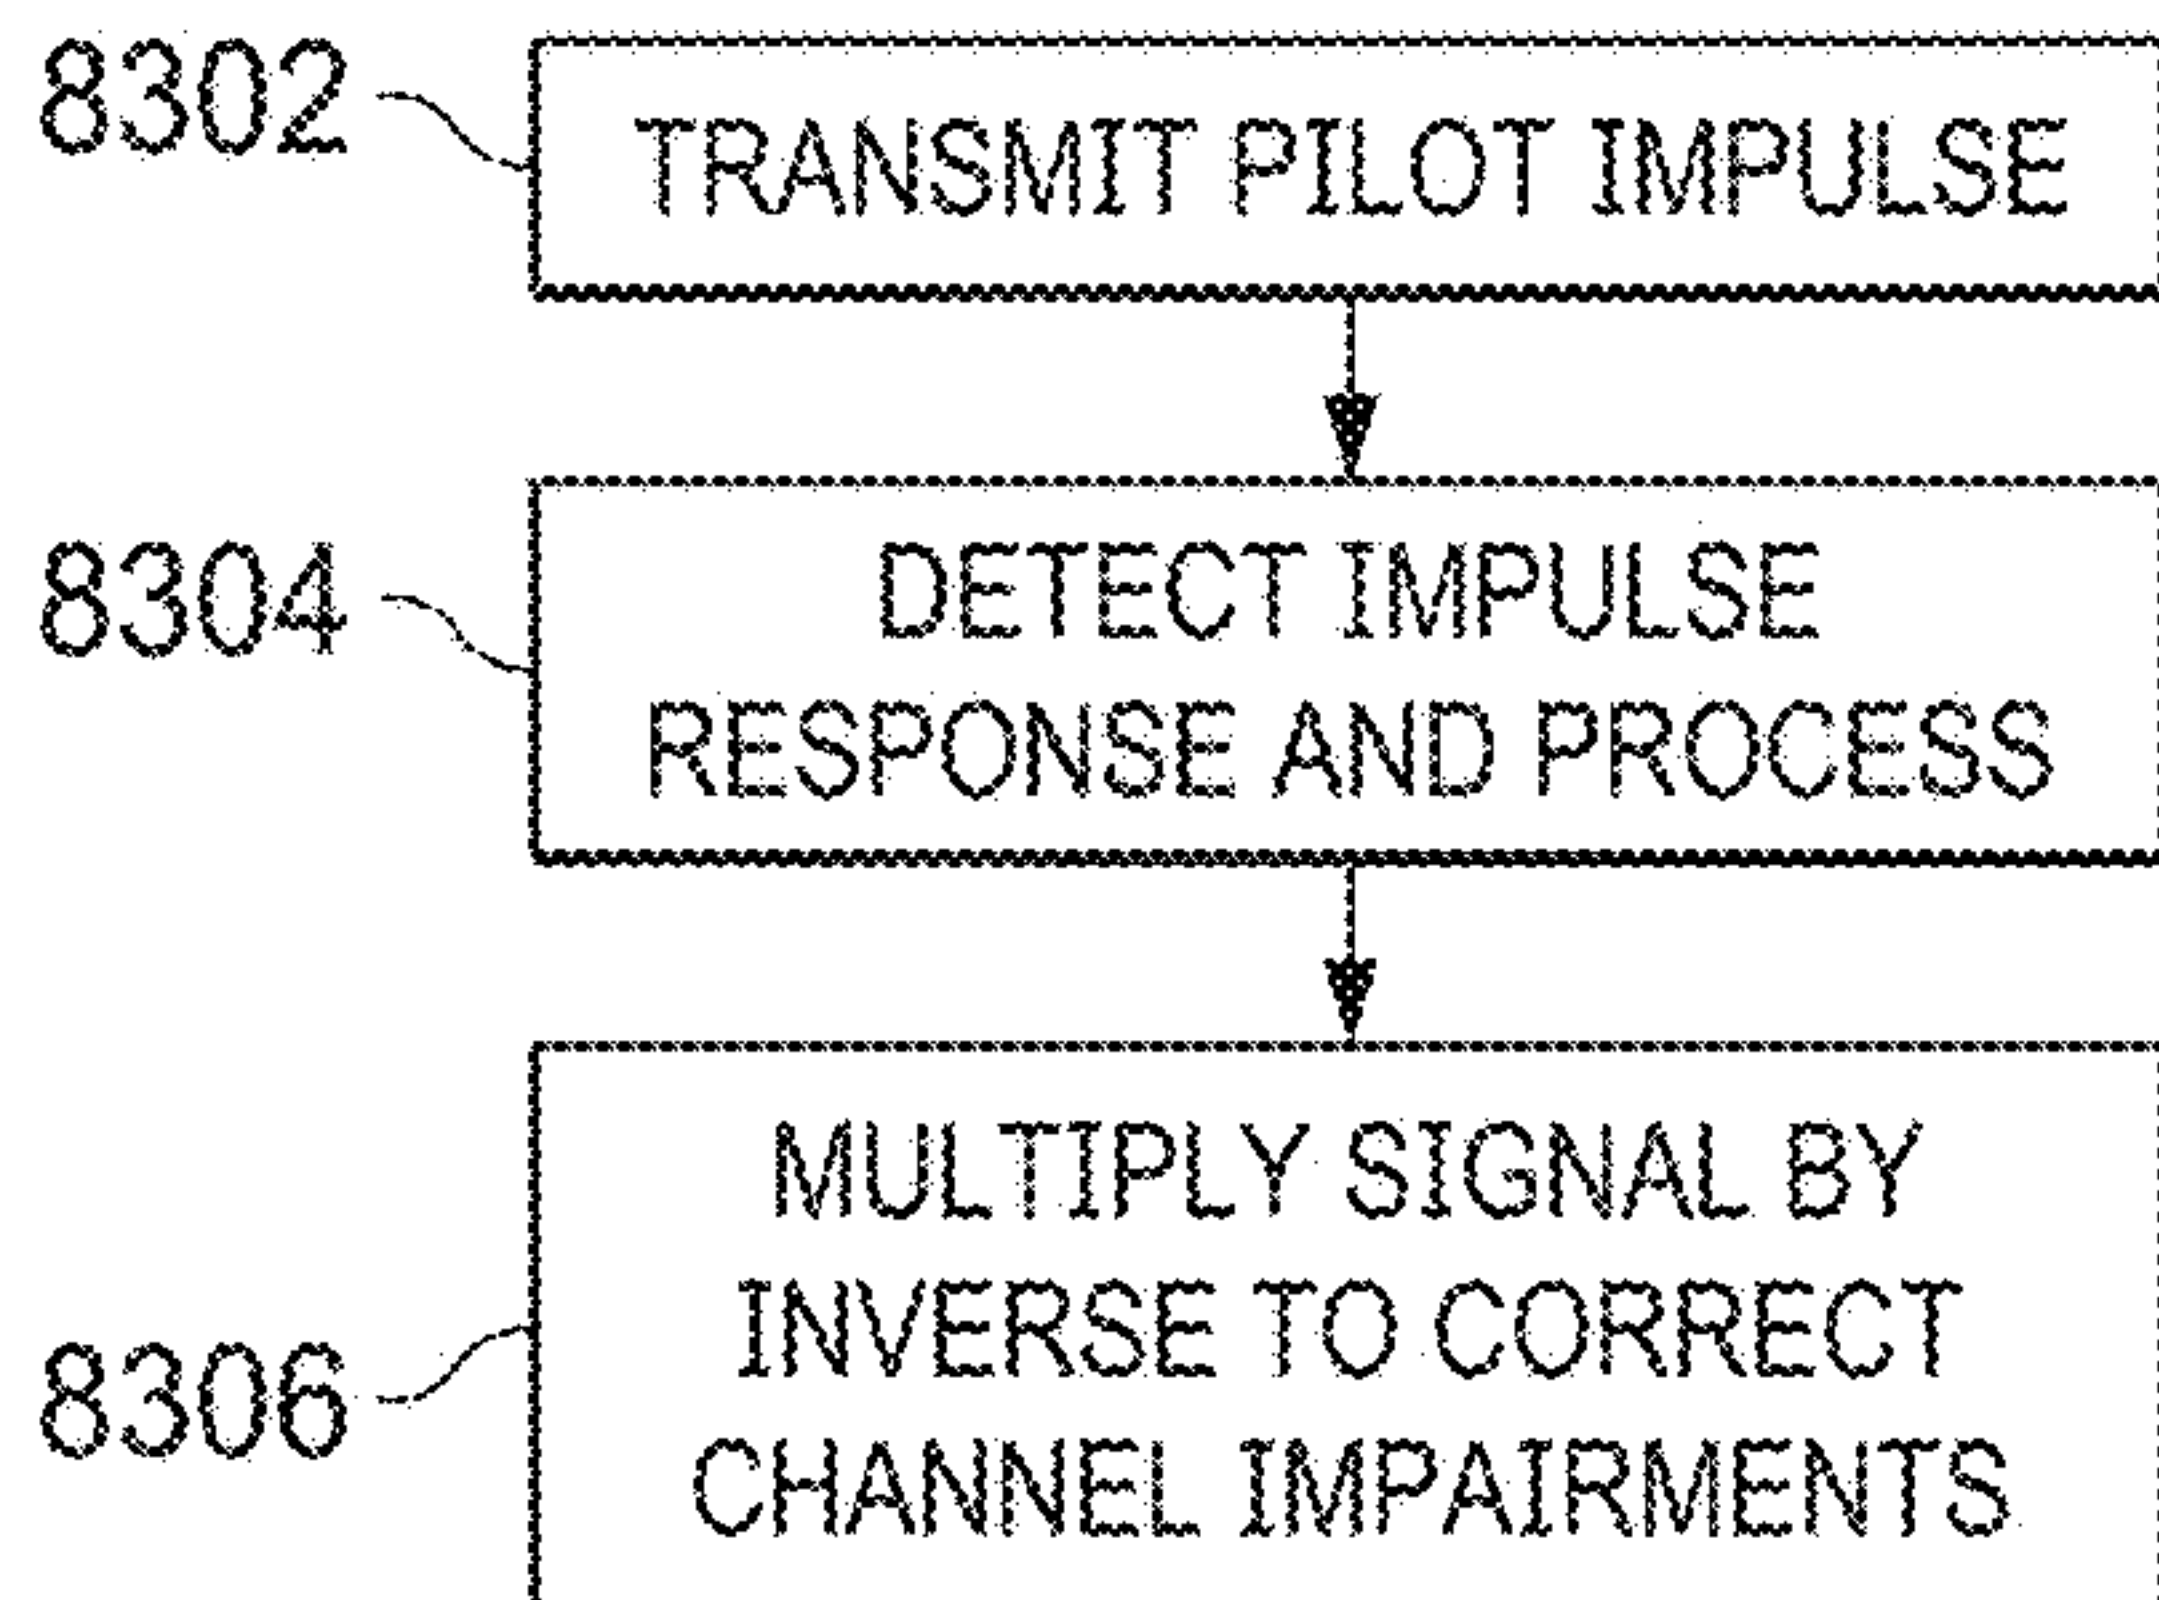 8302
TRANSMIT PILOT IMPULSE
8304
DETECT IMPULSE
RESPONSE AND PROCESS
8306
MULTIPLY SIGNAL BY
INVERSE TO CORRECT
CHANNEL IMPAIRMENTS